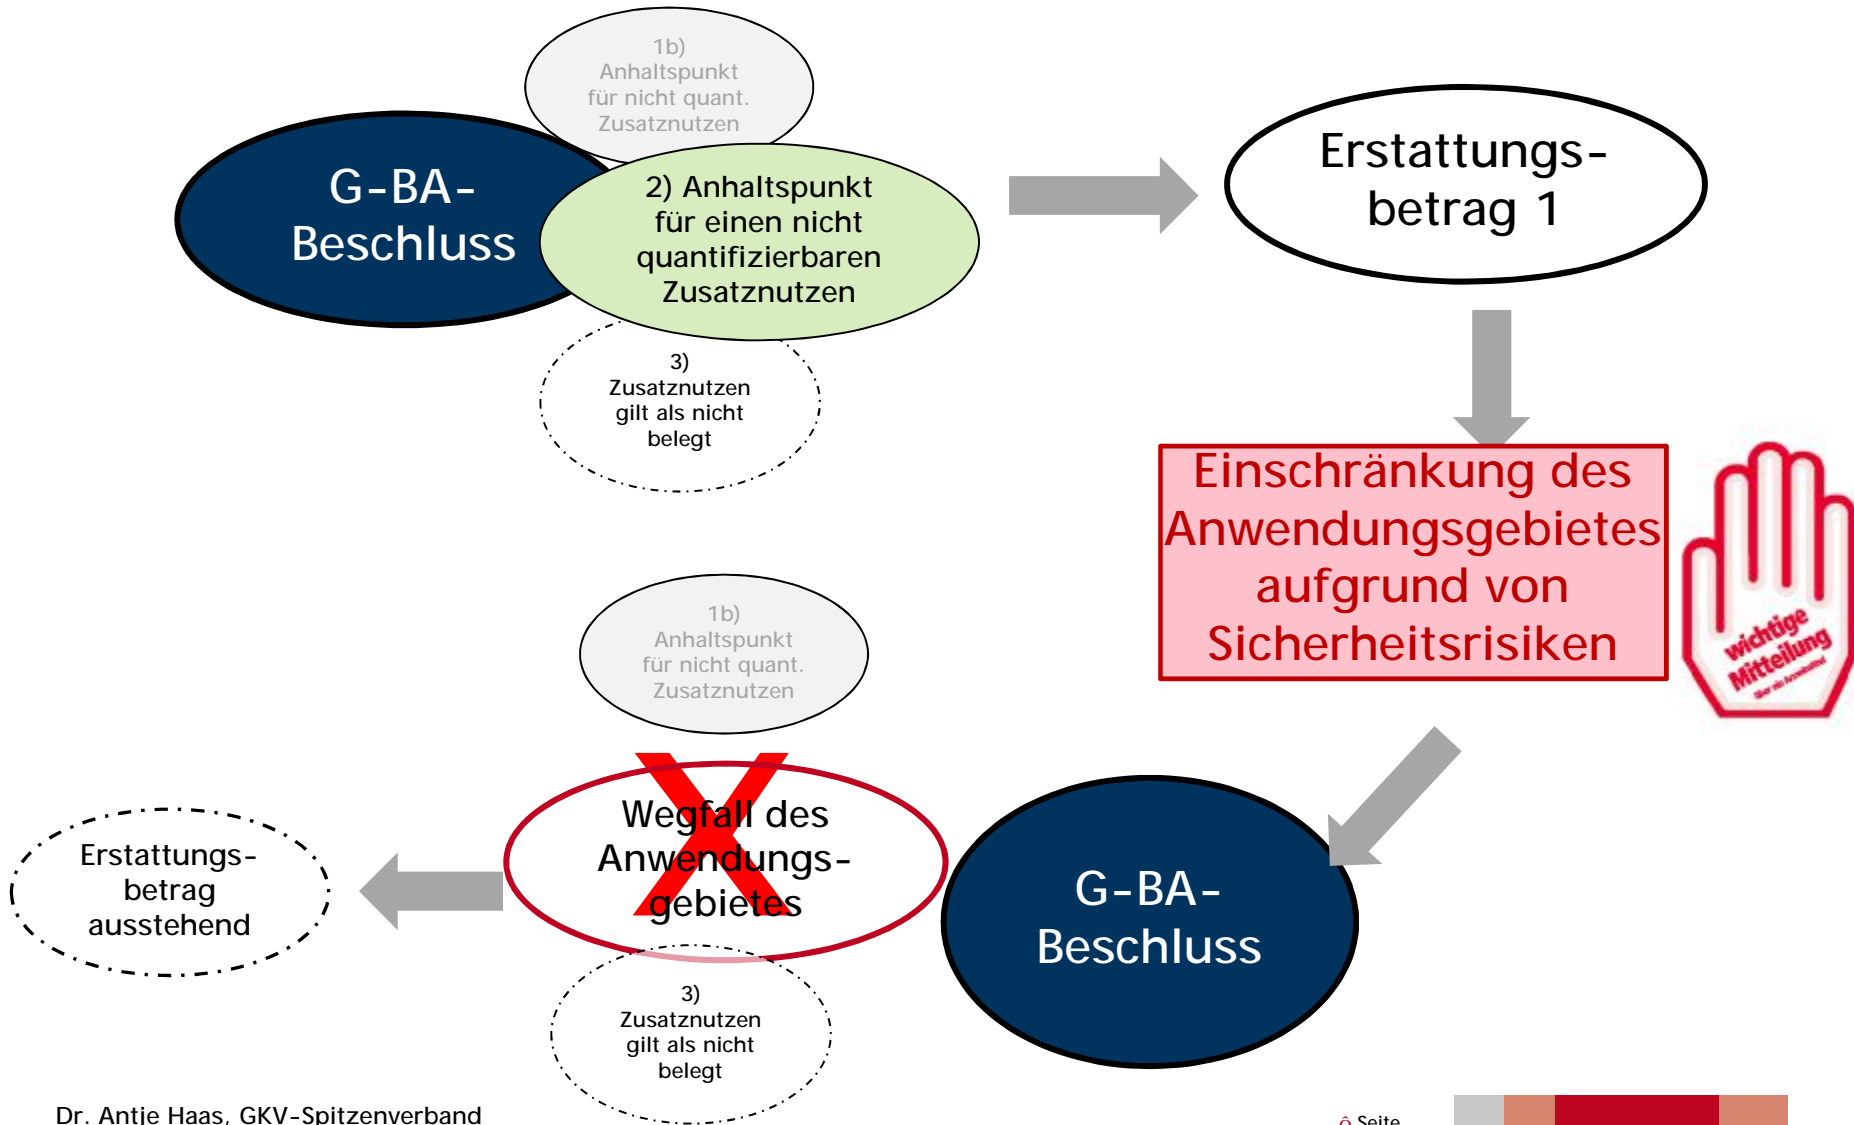 1b)
Anhaltspunkt
für nicht quant.
Zusatznutzen
G-BA-
Beschluss
2) Anhaltspunkt
für einen nicht
quantifizierbaren
Zusatznutzen
3)
Zusatznutzen
gilt als nicht
belegt
Erstattungs-
betrag 1
Einschränkung des
Anwendungsgebietes
aufgrund von
Sicherheitsrisiken
wichtige
Mitteilung
über ein Arzneimittel
1b)
Anhaltspunkt
für nicht quant.
Zusatznutzen
Wegfall des
Anwendungs-
gebietes
3)
Zusatznutzen
gilt als nicht
belegt
G-BA-
Beschluss
Erstattungs-
betrag
ausstehend
Dr. Antje Haas, GKV-Spitzenverband
ô Seite